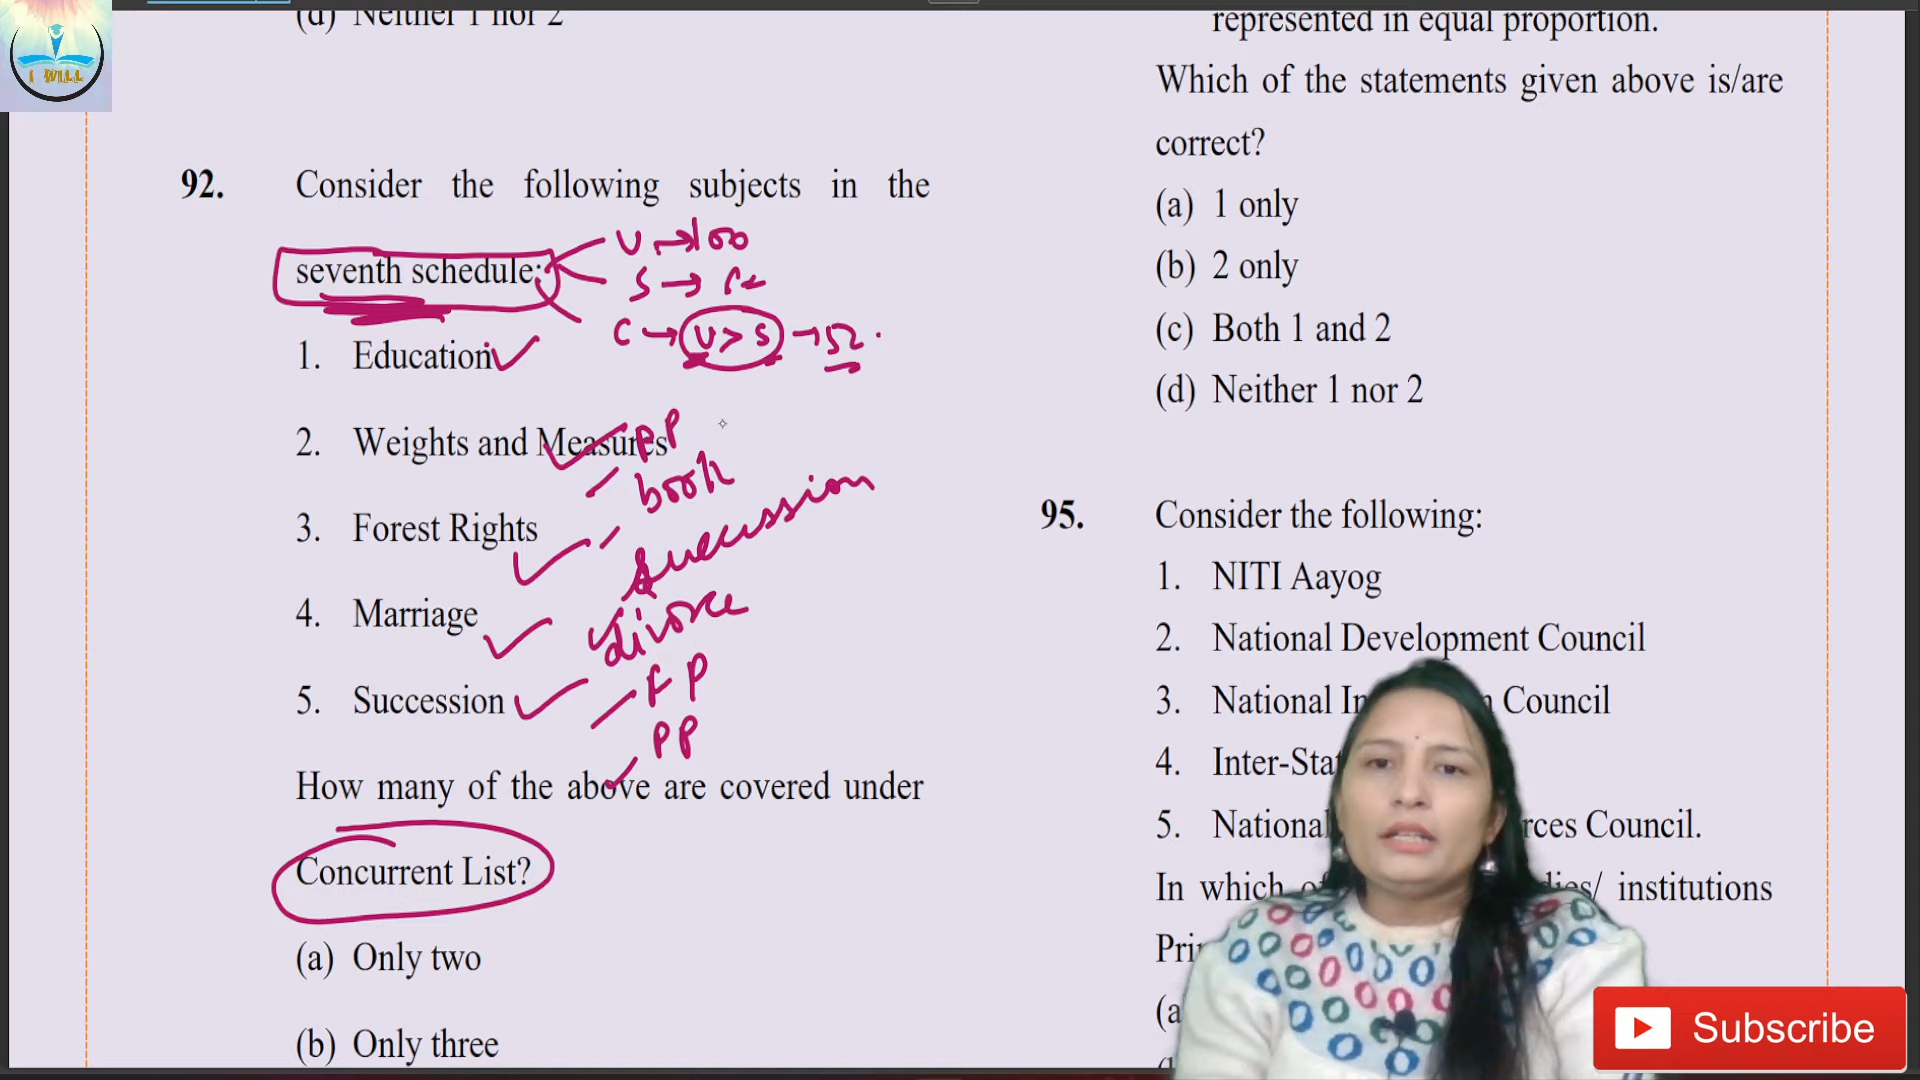 (d) Neither 1 nor 2
I WILL
92. Consider the following subjects in the
seventh schedule:
U → 100
S →
C → U > S → 52.
1. Education
2. Weights and Measures
PP
book
3. Forest Rights
succession
4. Marriage
divorce
5. Succession
FP
PP
How many of the above are covered under
Concurrent List?
(a) Only two
(b) Only three
represented in equal proportion.
Which of the statements given above is/are
correct?
(a) 1 only
(b) 2 only
(c) Both 1 and 2
(d) Neither 1 nor 2
95. Consider the following:
1. NITI Aayog
2. National Development Council
3. National Council
4.
5. National Council.
In which institutions
(a
Subscribe